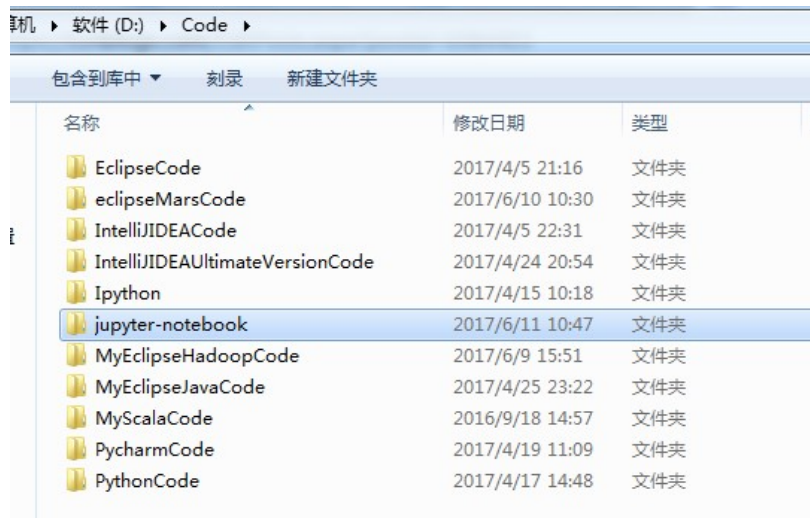 算机 ▸ 软件 (D:) ▸ Code ▸
包含到库中 ▼ 刻录 新建文件夹
名称 修改日期 类型
EclipseCode 2017/4/5 21:16 文件夹
eclipseMarsCode 2017/6/10 10:30 文件夹
IntelliJIDEACode 2017/4/5 22:31 文件夹
IntelliJIDEAUltimateVersionCode 2017/4/24 20:54 文件夹
Ipython 2017/4/15 10:18 文件夹
jupyter-notebook 2017/6/11 10:47 文件夹
MyEclipseHadoopCode 2017/6/9 15:51 文件夹
MyEclipseJavaCode 2017/4/25 23:22 文件夹
MyScalaCode 2016/9/18 14:57 文件夹
PycharmCode 2017/4/19 11:09 文件夹
PythonCode 2017/4/17 14:48 文件夹